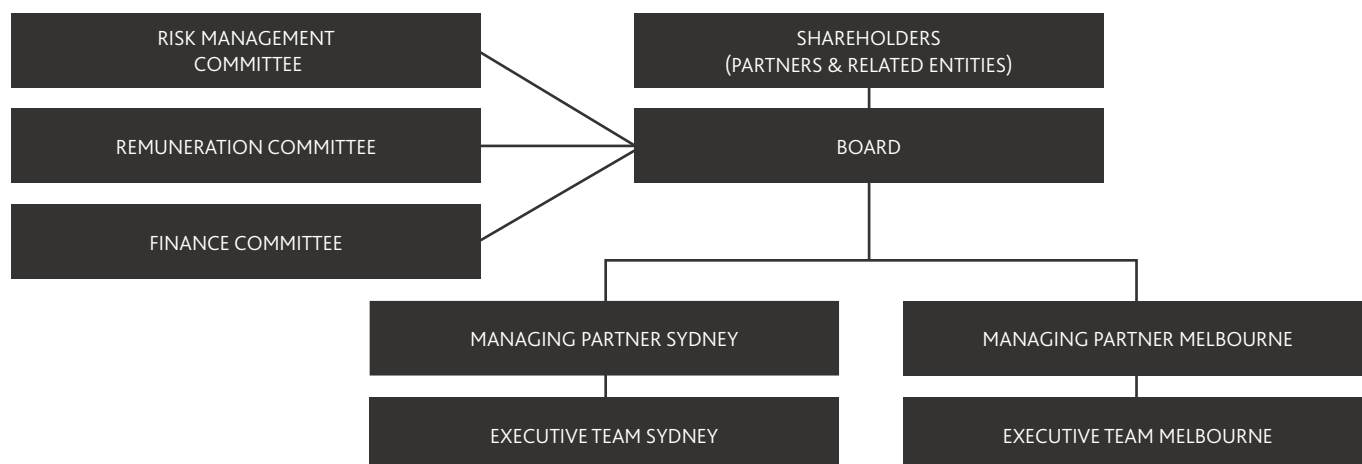 RISK MANAGEMENT
COMMITTEE
SHAREHOLDERS
(PARTNERS & RELATED ENTITIES)
REMUNERATION COMMITTEE
BOARD
FINANCE COMMITTEE
MANAGING PARTNER SYDNEY
MANAGING PARTNER MELBOURNE
EXECUTIVE TEAM SYDNEY
EXECUTIVE TEAM MELBOURNE